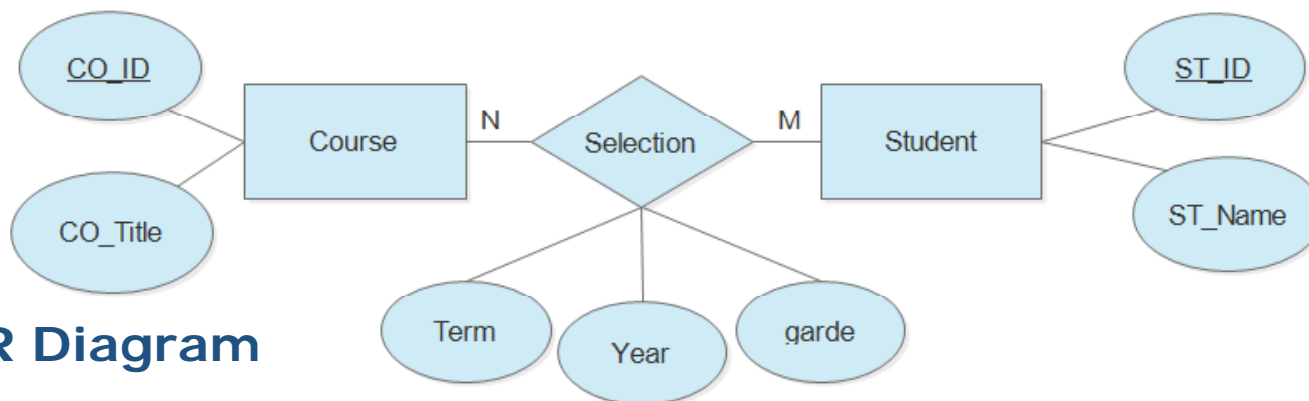 CO_ID
ST_ID
Course
N
Selection
M
Student
CO_Title
ST_Name
Term
Year
garde
R Diagram